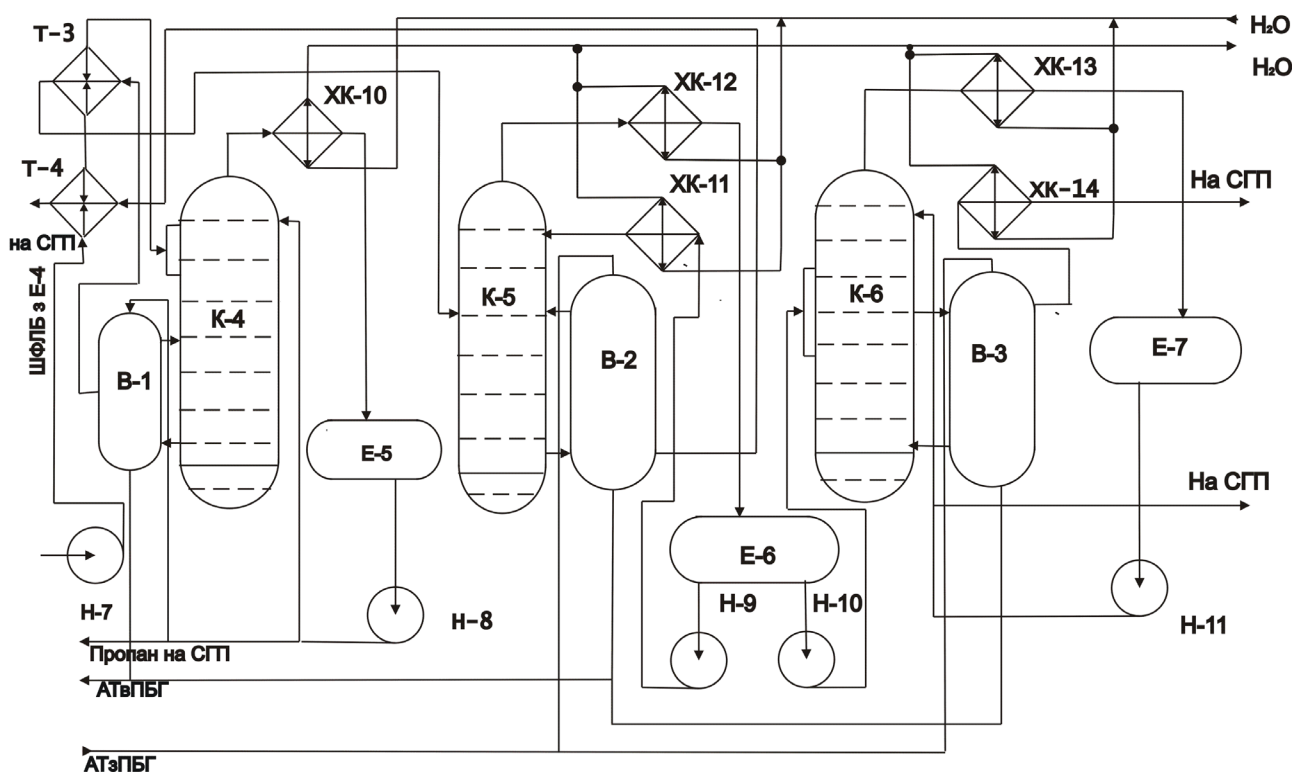 Т-3
H₂O
ХК-12
ХК-13
H₂O
ХК-10
Т-4
ХК-11
ХК-14
На СГП
на СГП
ШФЛБ з Е-4
К-4
К-5
К-6
В-1
В-2
В-3
Е-7
Е-5
На СГП
Е-6
Н-7
Н-8
Н-9
Н-10
Н-11
Пропан на СГП
АТвПБГ
АТзПБГ